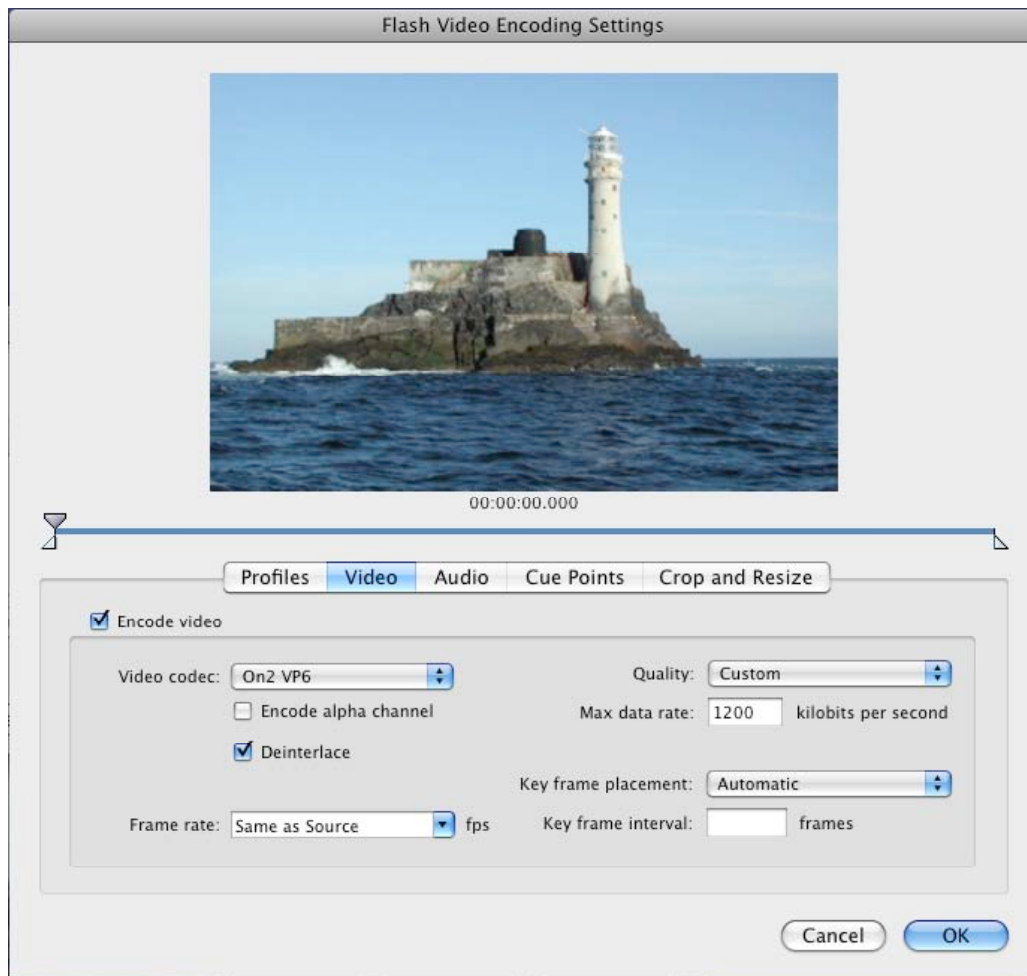 Flash Video Encoding Settings
00:00:00.000
Profiles Video Audio Cue Points Crop and Resize
Encode video
Video codec: On2 VP6 Quality: Custom
Encode alpha channel Max data rate: 1200 kilobits per second
Deinterlace
Key frame placement: Automatic
Frame rate: Same as Source fps Key frame interval: frames
Cancel OK